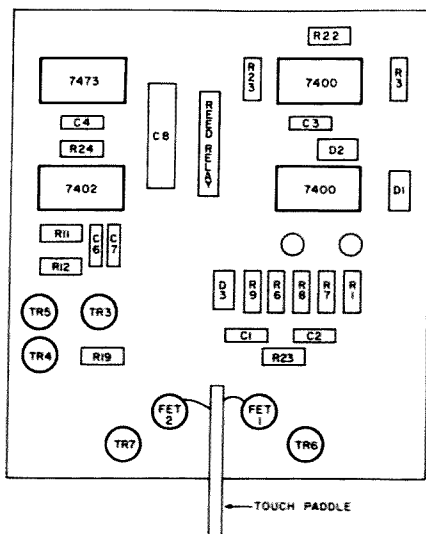 R22
7473
R23
7400
R3
C4
C8
REED RELAY
C3
R24
D2
7402
7400
D1
R11
C6
C7
R12
D3
R9
R6
R8
R7
R1
TR5
TR3
C1
C2
TR4
R19
R23
FET
2
FET
1
TR7
TR6
TOUCH PADDLE